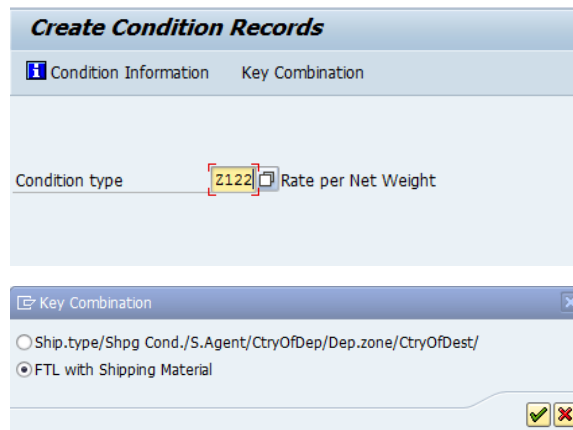 Create Condition Records
Condition Information Key Combination
Condition type Z122 Rate per Net Weight
Key Combination
Ship.type/Shpg Cond./S.Agent/CtryOfDep/Dep.zone/CtryOfDest/
FTL with Shipping Material